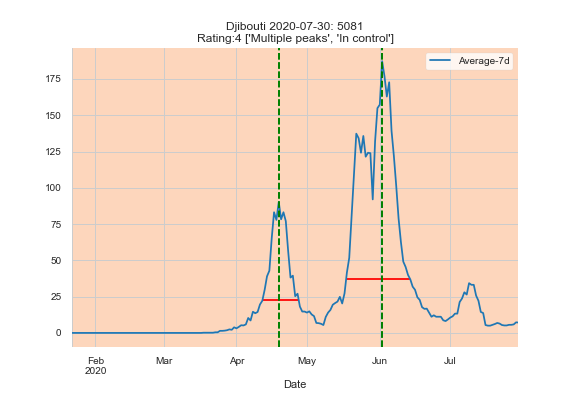 Djibouti 2020-07-30: 5081
Rating:4 ['Multiple peaks', 'In control']
Average-7d
175
150
125
100
75
50
25
0
Feb
2020
Mar
Apr
May
Jun
Jul
Date